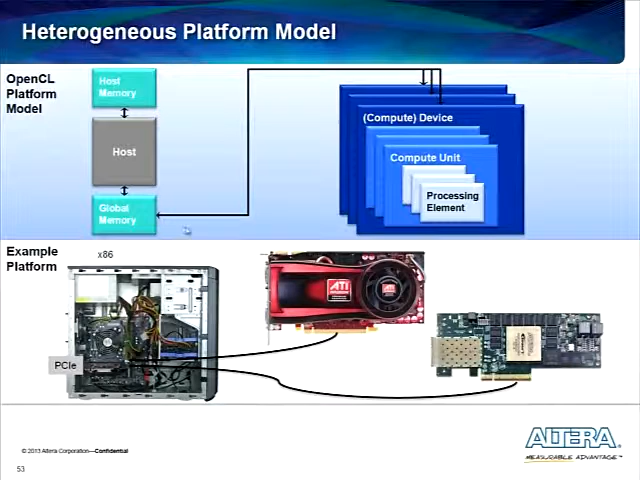 Heterogeneous Platform Model
OpenCL
Platform
Model
Host
Memory
Host
Global
Memory
(Compute) Device
Compute Unit
Processing
Element
Example
Platform
x86
PCIe
ATI
© 2013 Altera Corporation—Confidential
ALTERA
MEASURABLE ADVANTAGE™
53